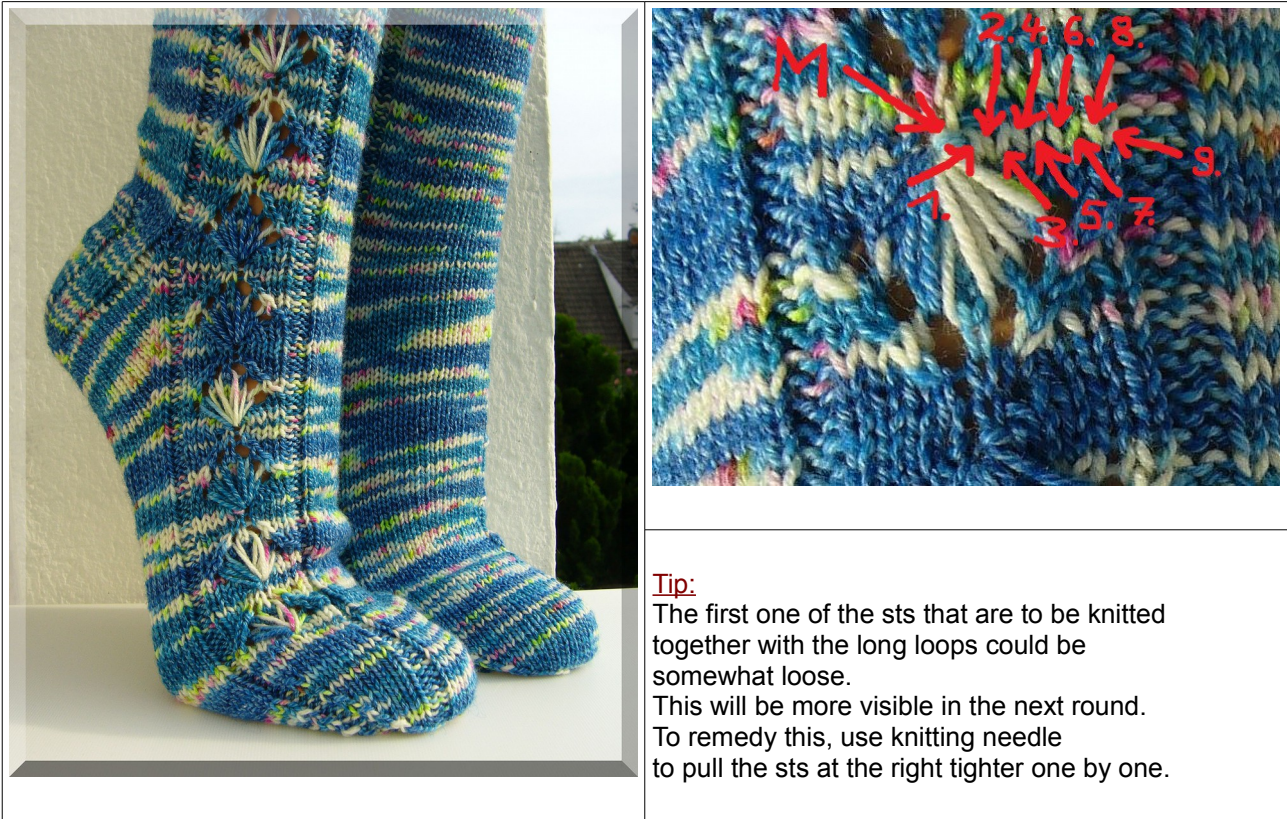 M 2. 4. 6. 8.
9.
1. 3. 5. 7.
Tip:
The first one of the sts that are to be knitted
together with the long loops could be
somewhat loose.
This will be more visible in the next round.
To remedy this, use knitting needle
to pull the sts at the right tighter one by one.